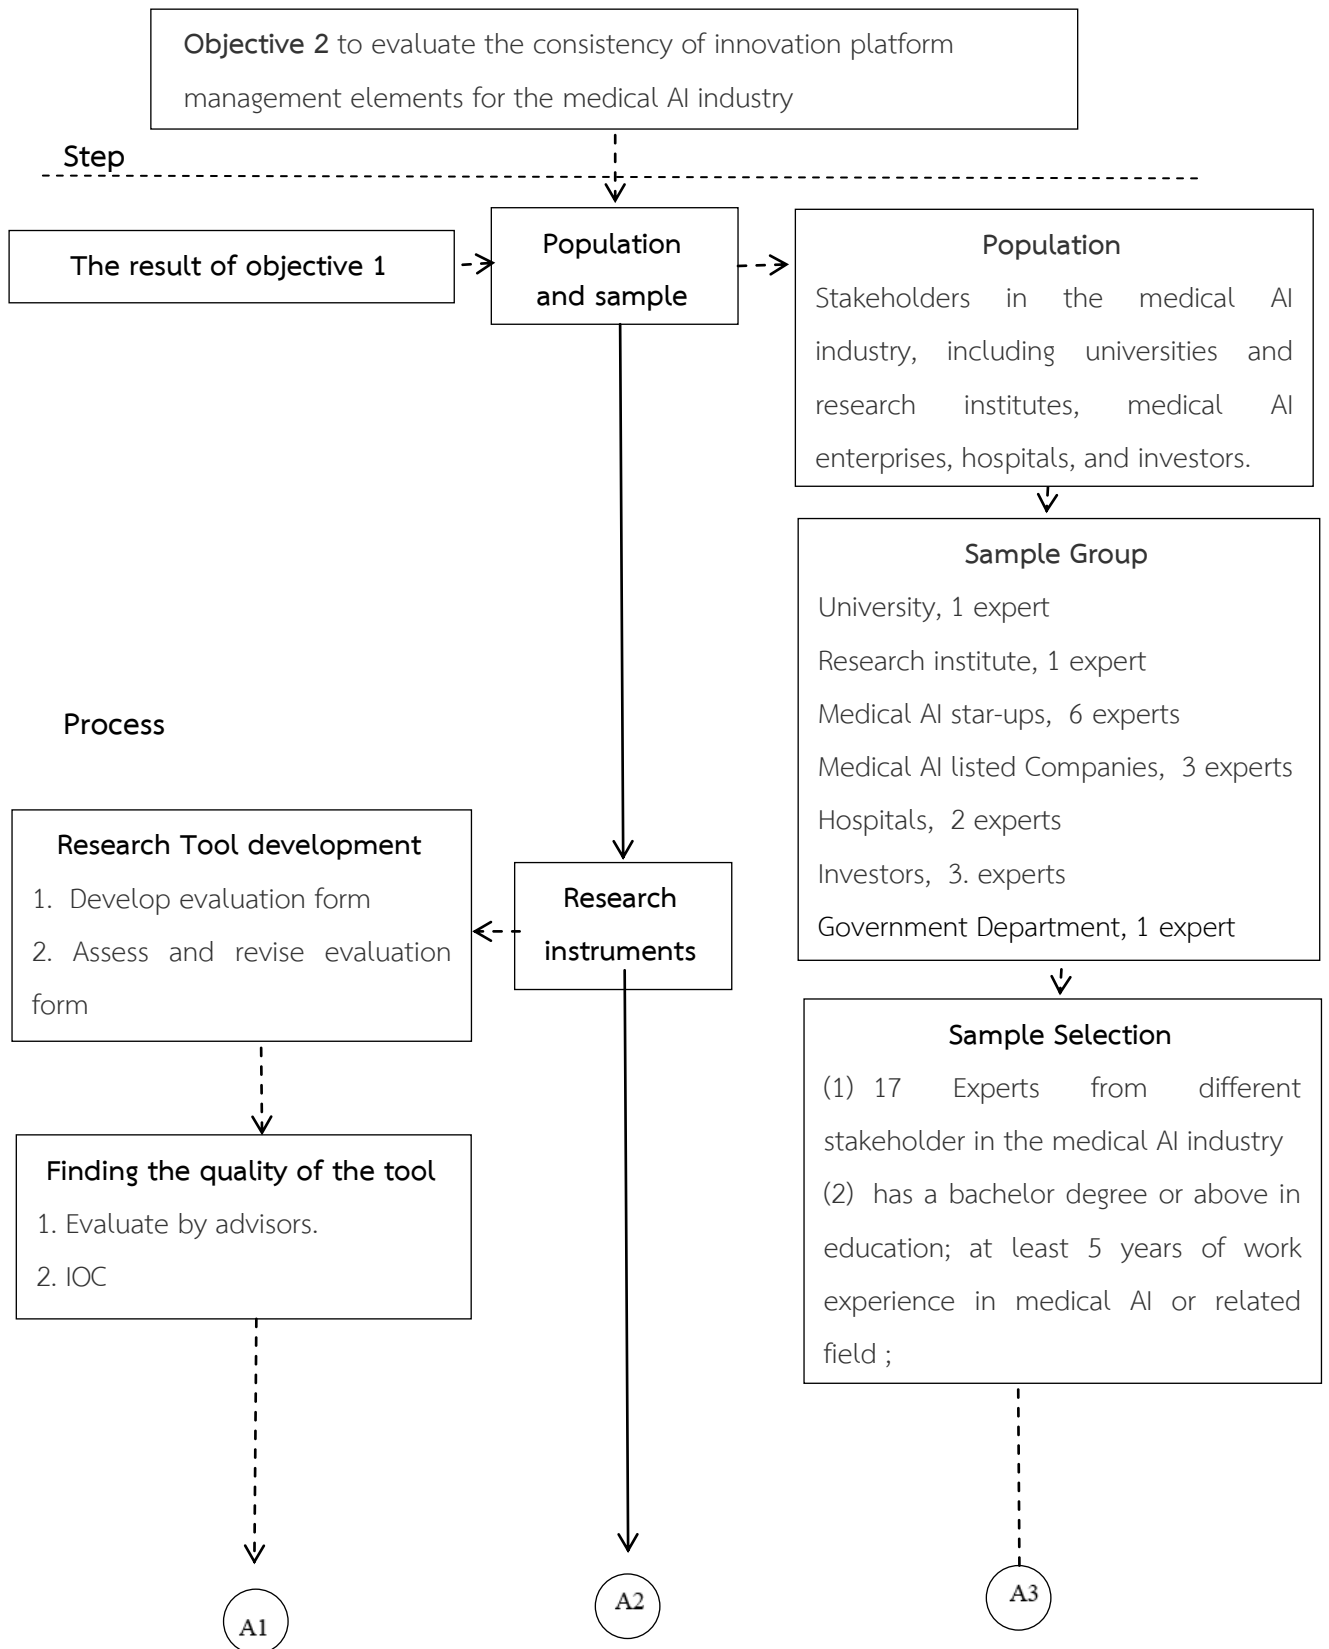 Objective 2 to evaluate the consistency of innovation platform
management elements for the medical AI industry
Step
The result of objective 1
Population
and sample
Population
Stakeholders in the medical AI
industry, including universities and
research institutes, medical AI
enterprises, hospitals, and investors.
Sample Group
University, 1 expert
Research institute, 1 expert
Medical AI star-ups, 6 experts
Medical AI listed Companies, 3 experts
Hospitals, 2 experts
Investors, 3. experts
Government Department, 1 expert
Process
Research Tool development
1. Develop evaluation form
2. Assess and revise evaluation
form
Research
instruments
Sample Selection
(1) 17 Experts from different
stakeholder in the medical AI industry
(2) has a bachelor degree or above in
education; at least 5 years of work
experience in medical AI or related
field ;
Finding the quality of the tool
1. Evaluate by advisors.
2. IOC
A1
A2
A3